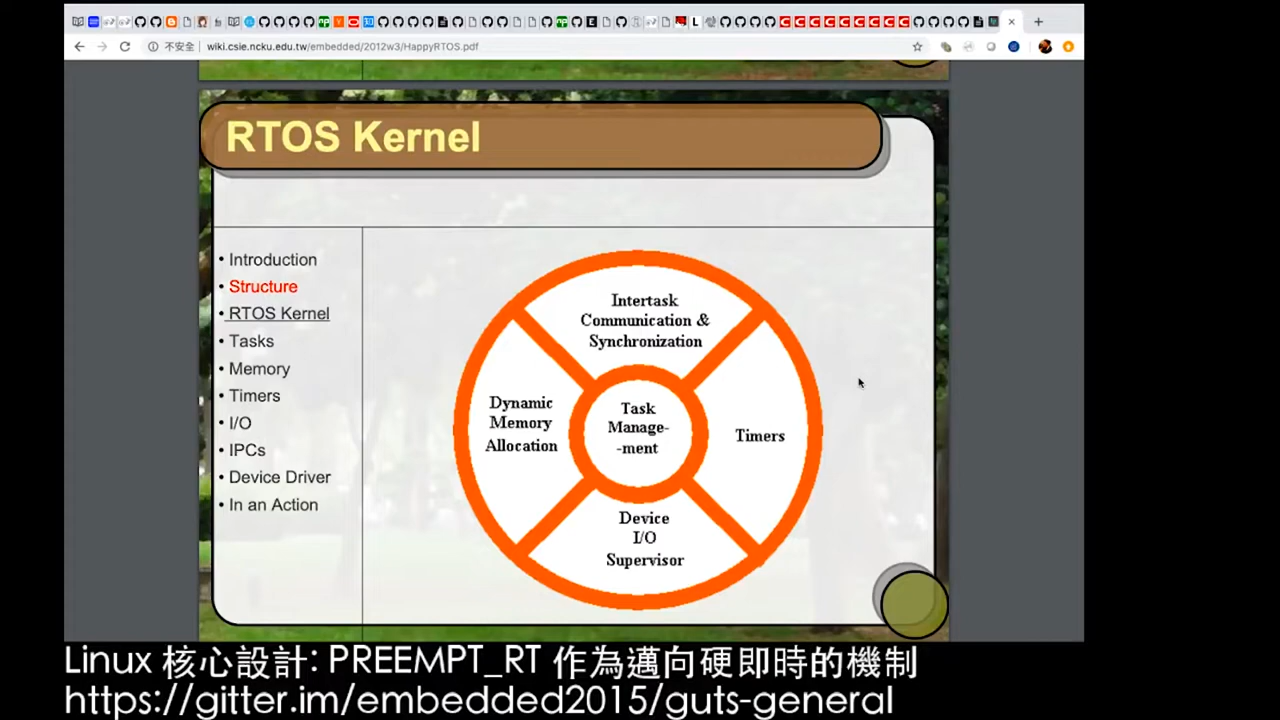 不安全
wiki.csie.ncku.edu.tw/embedded/2012w3/HappyRTOS.pdf
RTOS Kernel
• Introduction
• Structure
• RTOS Kernel
• Tasks
• Memory
• Timers
• I/O
• IPCs
• Device Driver
• In an Action
Intertask
Communication &
Synchronization
Dynamic
Memory
Allocation
Task
Manage-
-ment
Timers
Device
I/O
Supervisor
Linux 核心設計: PREEMPT_RT 作為邁向硬即時的機制
https://gitter.im/embedded2015/guts-general